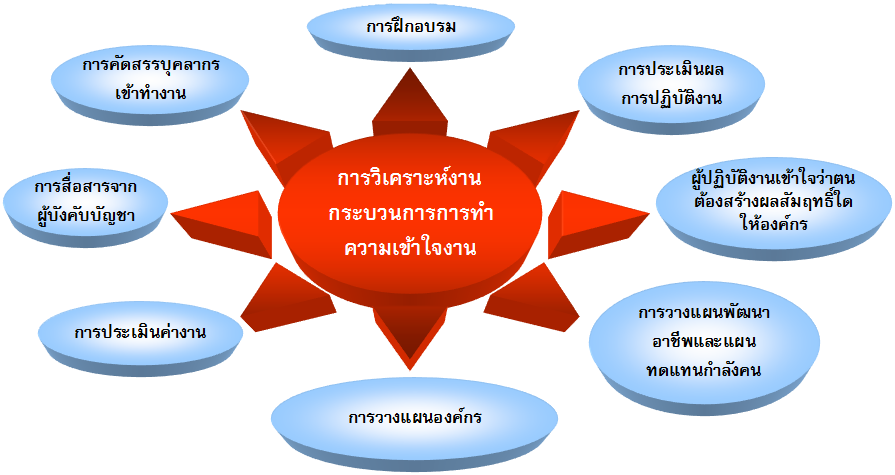 การฝึกอบรม
การคัดสรรบุคลากร
เข้าทำงาน
การประเมินผล
การปฏิบัติงาน
การสื่อสารจาก
ผู้บังคับบัญชา
การวิเคราะห์งาน
กระบวนการการทำ
ความเข้าใจงาน
ผู้ปฏิบัติงานเข้าใจว่าตน
ต้องสร้างผลสัมฤทธิ์ใด
ให้องค์กร
การประเมินค่างาน
การวางแผนพัฒนา
อาชีพและแผน
ทดแทนกำลังคน
การวางแผนองค์กร